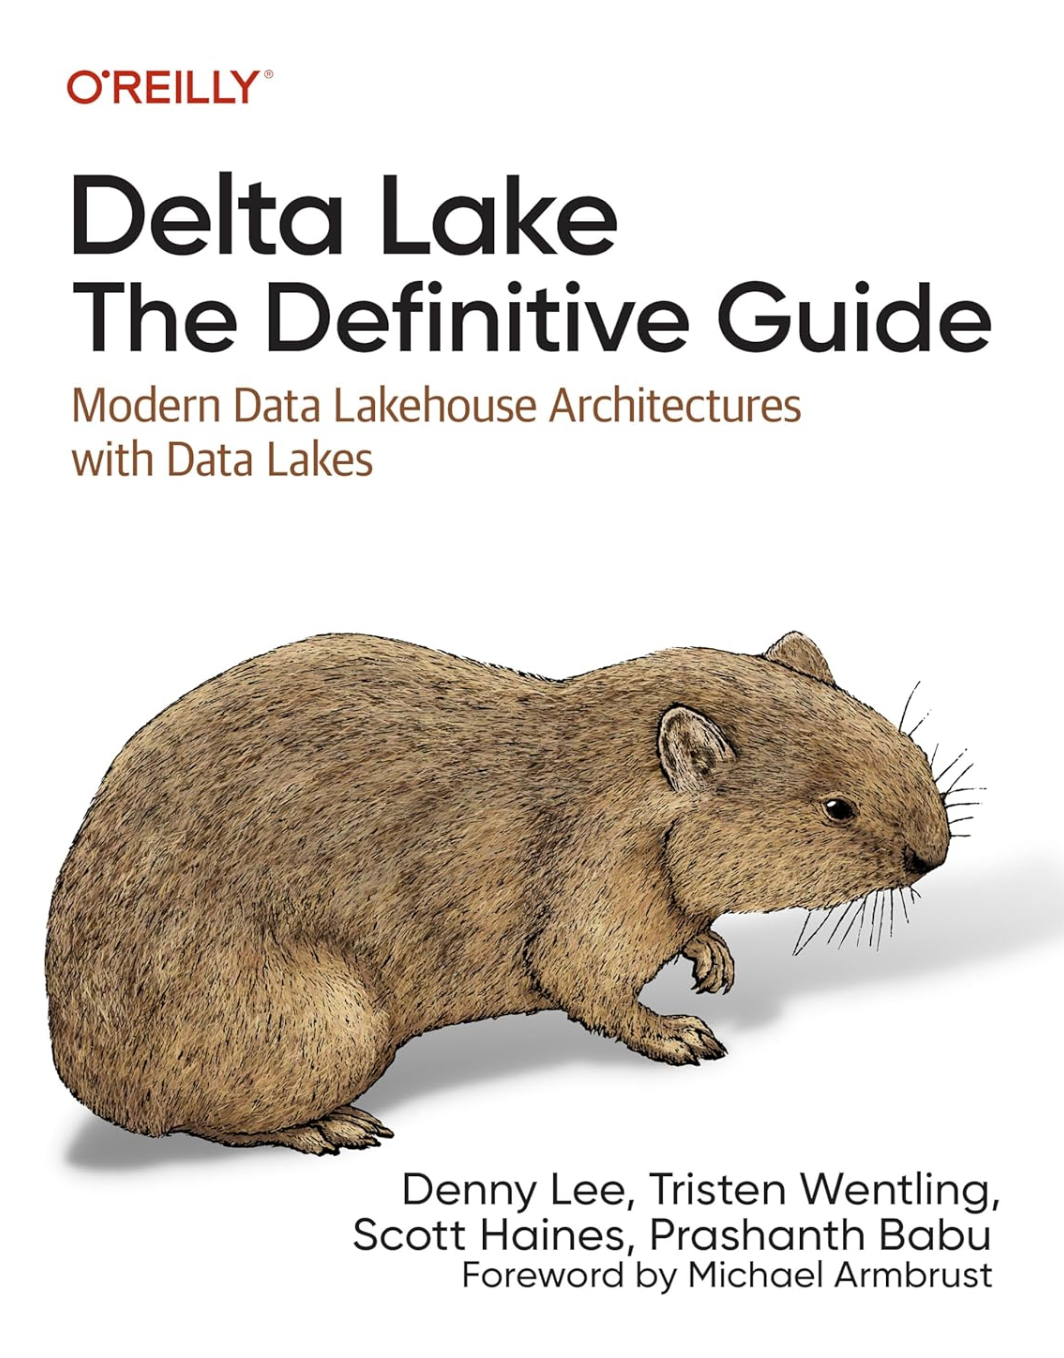 O'REILLY®
Delta Lake
The Definitive Guide
Modern Data Lakehouse Architectures
with Data Lakes
Denny Lee, Tristen Wentling,
Scott Haines, Prashanth Babu
Foreword by Michael Armbrust